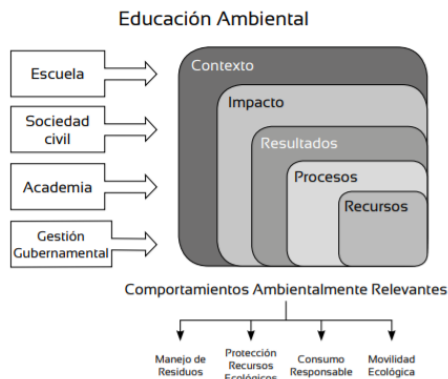 Educación Ambiental
Escuela
Sociedad
civil
Academia
Gestión
Gubernamental
Contexto
Impacto
Resultados
Procesos
Recursos
Comportamientos Ambientalmente Relevantes
Manejo de
Residuos
Protección
Recursos
Ecológicos
Consumo
Responsable
Movilidad
Ecológica